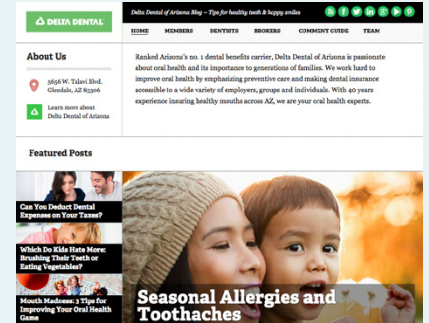 DELTA DENTAL
Delta Dental of Arizona Blog – Tips for healthy teeth & happy smiles
HOME MEMBERS DENTISTS BROKERS COMMENT GUIDE TEAM
About Us
5656 W. Talavi Blvd.
Glendale, AZ 85306
Learn more about
Delta Dental of Arizona
Ranked Arizona's no. 1 dental benefits carrier, Delta Dental of Arizona is passionate
about oral health and its importance to generations of families. We work hard to
improve oral health by emphasizing preventive care and making dental insurance
accessible to a wide variety of employers, groups and individuals. With 40 years
experience insuring healthy mouths across AZ, we are your oral health experts.
Featured Posts
Can You Deduct Dental
Expenses on Your Taxes?
Which Do Kids Hate More:
Brushing Their Teeth or
Eating Vegetables?
Mouth Madness: 3 Tips for
Improving Your Oral Health
Game
Seasonal Allergies and
Toothaches